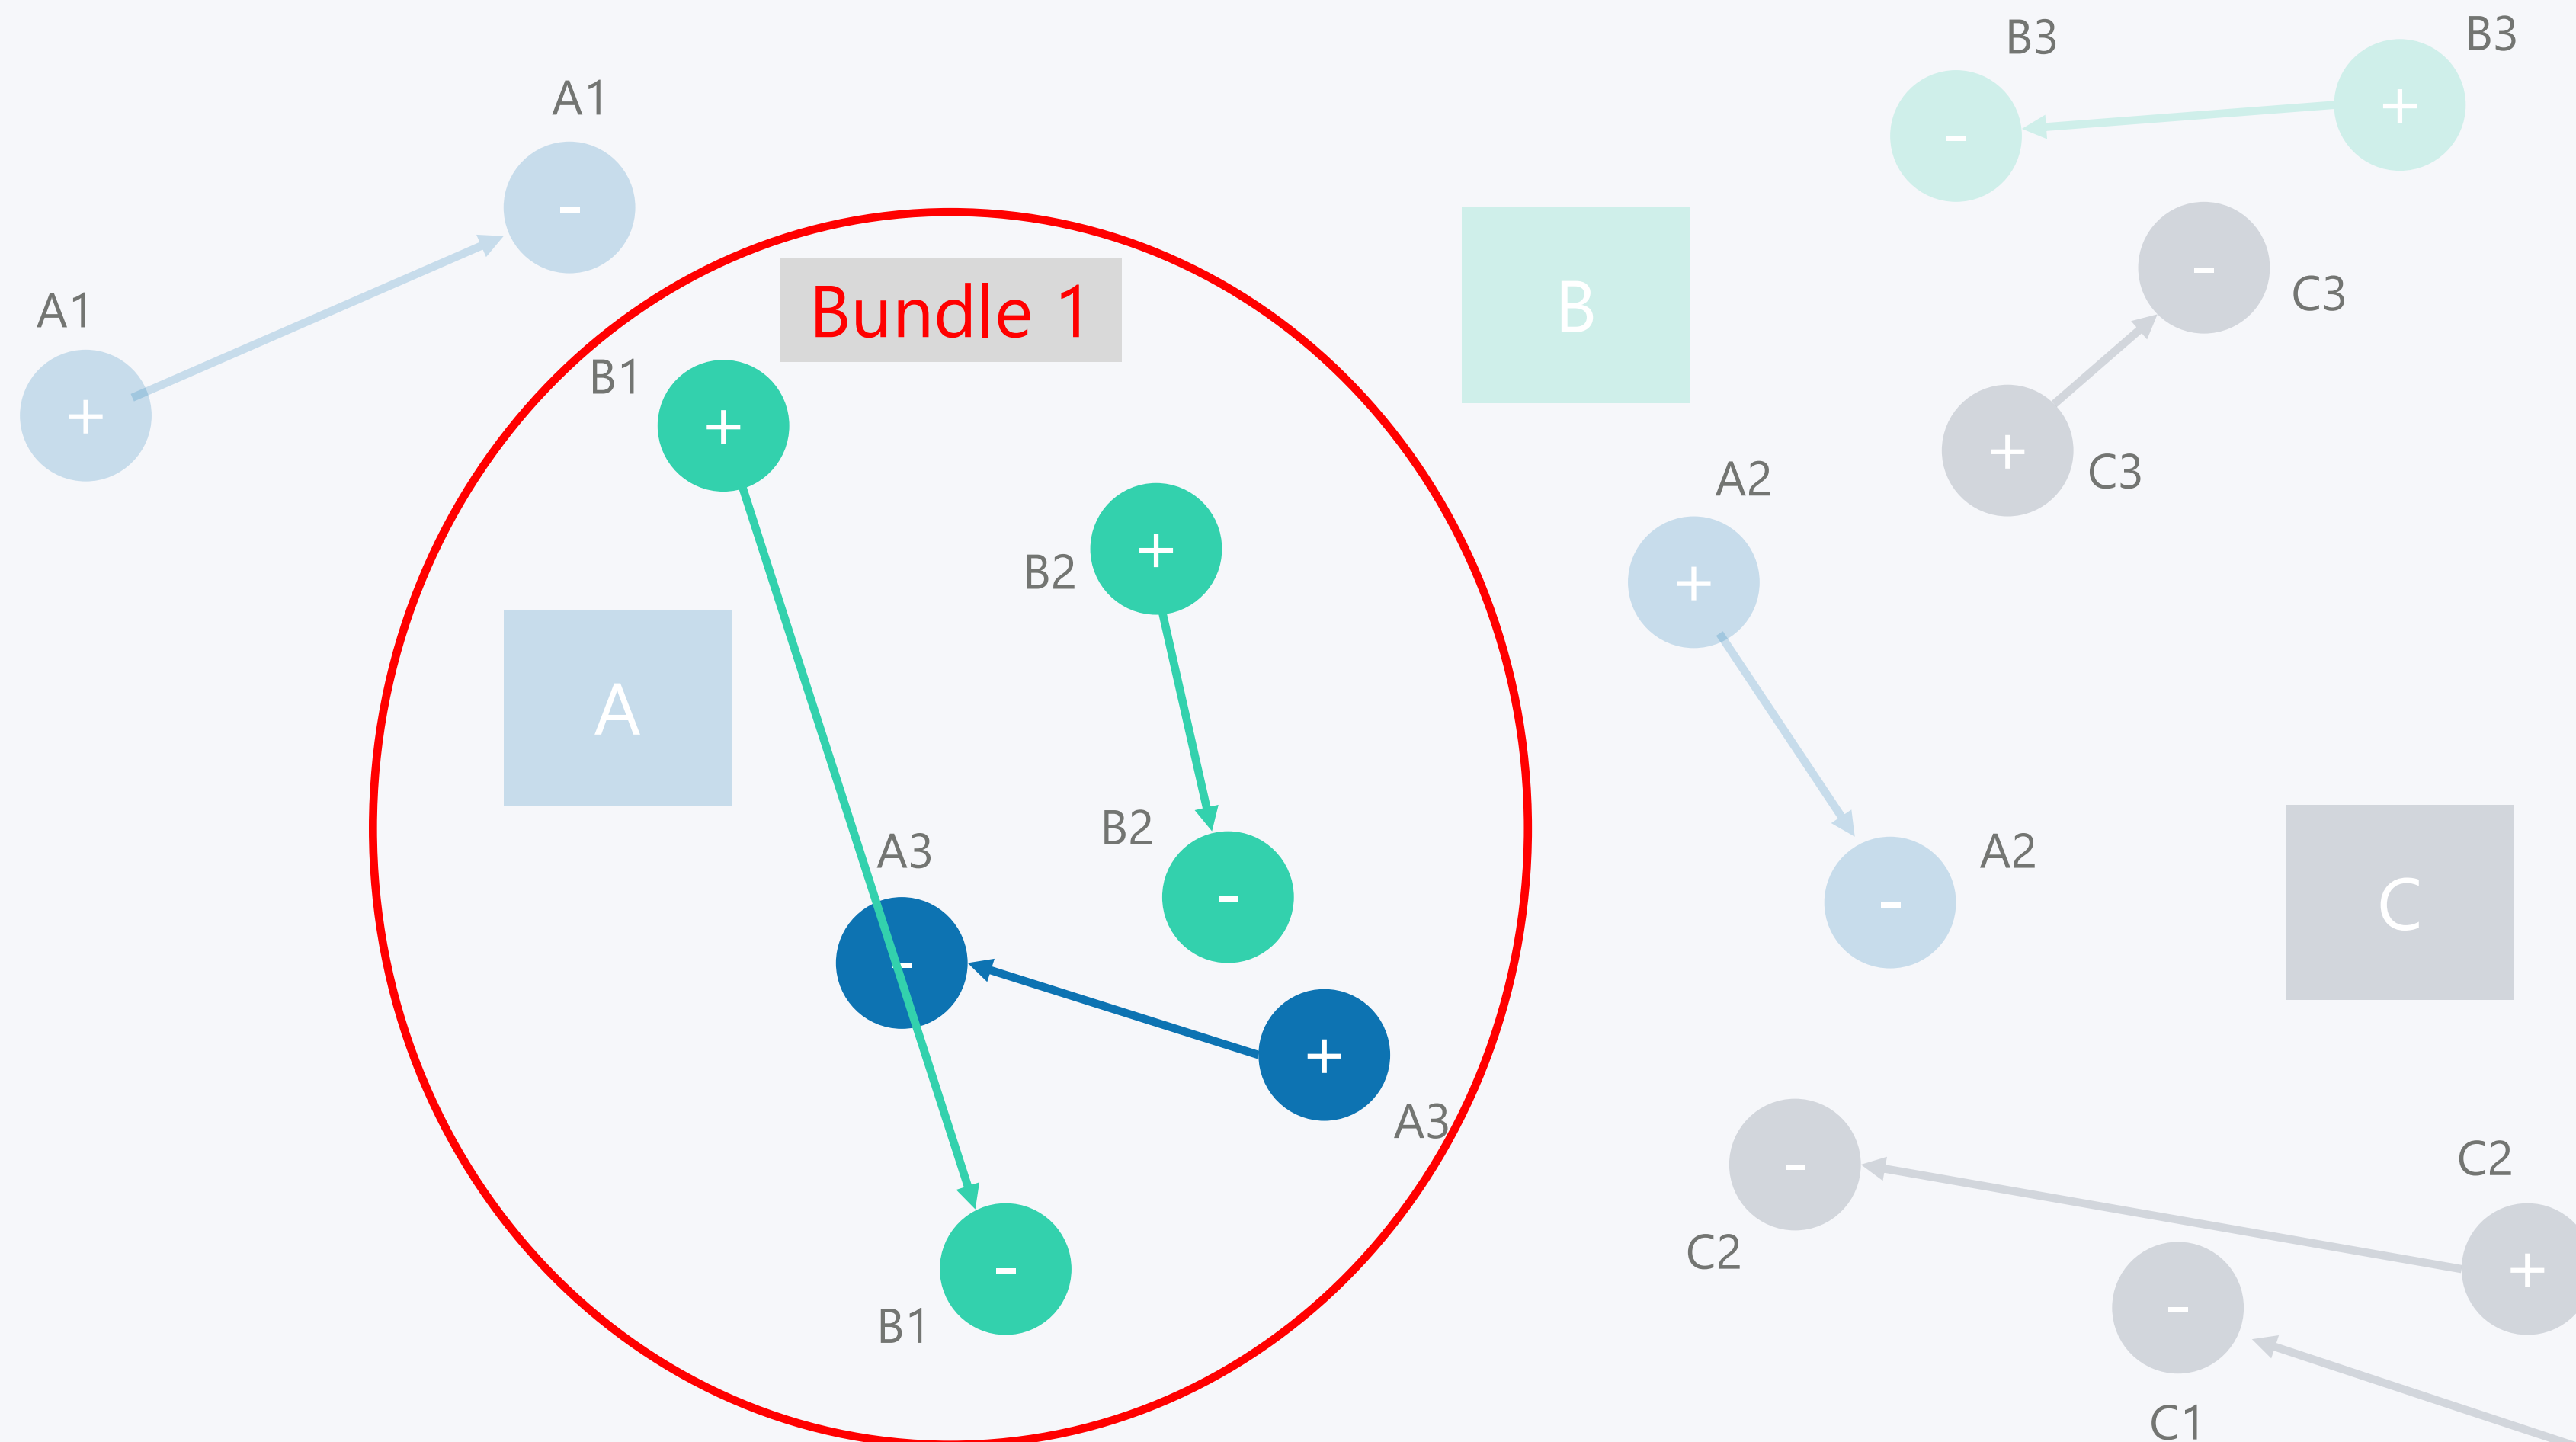 B3
B3
A1
-
+
-
-
C3
A1
Bundle 1
B
B1
+
+
+
C3
A2
B2
+
+
A
A3
B2
A2
-
-
-
C
-
+
A3
-
C2
C2
-
+
-
B1
C1